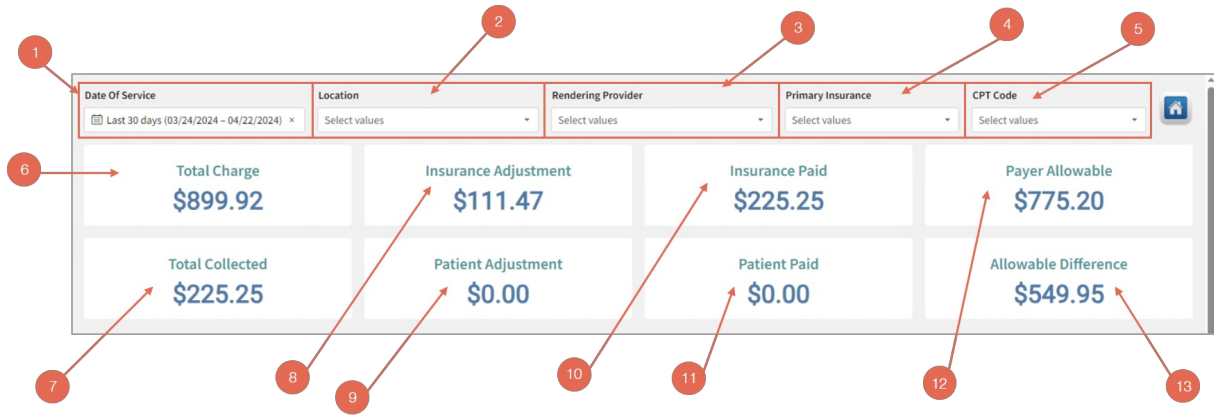 1
2
3
4
5
Date Of Service
Location
Rendering Provider
Primary Insurance
CPT Code
Last 30 days (03/24/2024 – 04/22/2024) ×
Select values
Select values
Select values
Select values
6
Total Charge
$899.92
Insurance Adjustment
$111.47
Insurance Paid
$225.25
Payer Allowable
$775.20
Total Collected
$225.25
Patient Adjustment
$0.00
Patient Paid
$0.00
Allowable Difference
$549.95
7
8
9
10
11
12
13